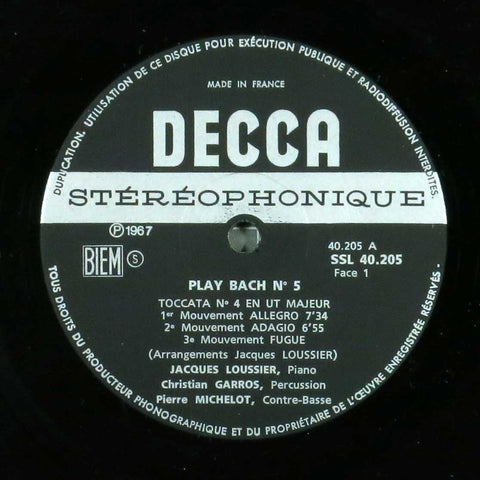 DUPLICATION. UTILISATION DE CE DISQUE POUR EXÉCUTION PUBLIQUE ET RADIODIFFUSION INTERDITES.
MADE IN FRANCE
DECCA
STÉRÉOPHONIQUE
Ⓟ1967
BIEM
S
40.205 A
SSL 40.205
Face 1
PLAY BACH N° 5
TOCCATA N° 4 EN UT MAJEUR
1er Mouvement ALLEGRO 7'34
2e Mouvement ADAGIO 6'55
3e Mouvement FUGUE
(Arrangements Jacques LOUSSIER)
JACQUES LOUSSIER, Piano
Christian GARROS, Percussion
Pierre MICHELOT, Contre-Basse
TOUS DROITS DU PRODUCTEUR PHONOGRAPHIQUE ET DU PROPRIÉTAIRE DE L'ŒUVRE ENREGISTRÉE RÉSERVÉS -